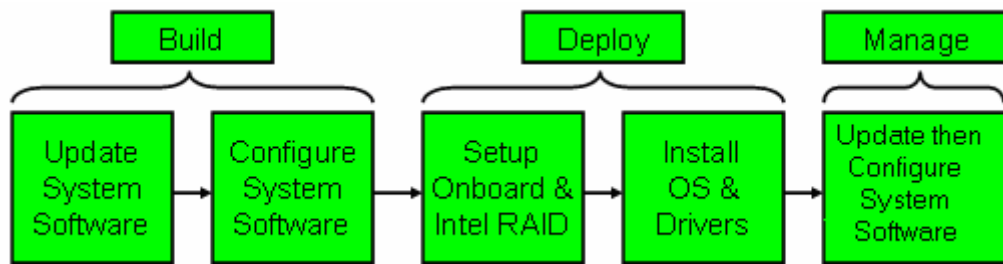 Build
Deploy
Manage
Update
System
Software
Configure
System
Software
Setup
Onboard &
Intel RAID
Install
OS &
Drivers
Update then
Configure
System
Software